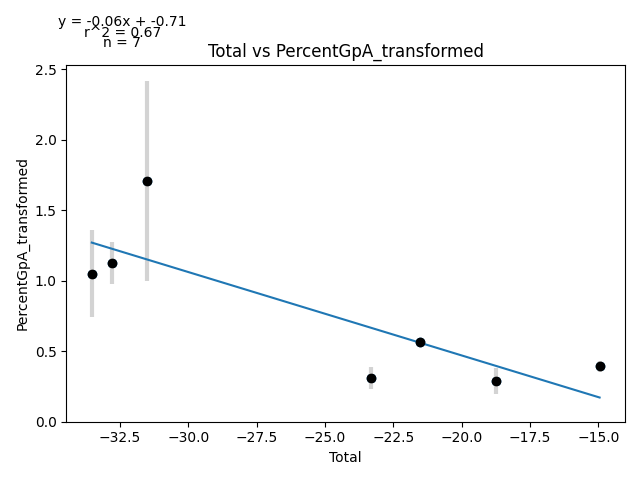 y = -0.06x + -0.71
r^2 = 0.67
n = 7
Total vs PercentGpA_transformed
2.5
2.0
1.5
1.0
0.5
0.0
PercentGpA_transformed
−32.5 −30.0 −27.5 −25.0 −22.5 −20.0 −17.5 −15.0
Total